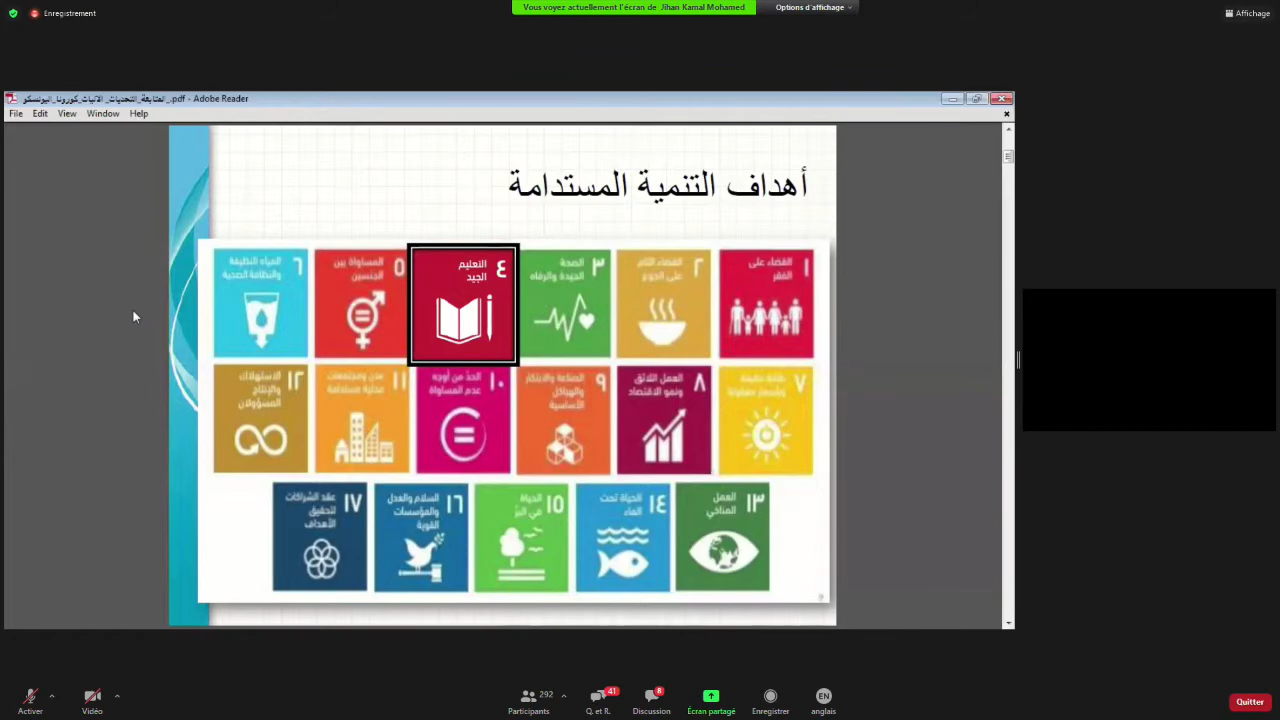 Enregistrement
Vous voyez actuellement l'écran de Jihan Kamal Mohamed
Options d'affichage
Affichage
المتابعة_التحديات_ الآليات_كورونا_اليونسكو_.pdf - Adobe Reader
File Edit View Window Help
أهداف التنمية المستدامة
١ القضاء على
الفقر
٢ القضاء التام
على الجوع
٣ الصحة
الجيدة والرفاه
٤ التعليم
الجيد
٥ المساواة بين
الجنسين
٦ المياه النظيفة
والنظافة الصحية
٧ طاقة نظيفة
وبأسعار معقولة
٨ العمل اللائق
ونمو الاقتصاد
٩ الصناعة والابتكار
والهياكل
الأساسية
١٠ الحدّ من أوجه
عدم المساواة
١١ مدن ومجتمعات
محلية مستدامة
١٢ الاستهلاك
والإنتاج
المسؤولان
١٣ العمل
المناخي
١٤ الحياة تحت
الماء
١٥ الحياة
في البرّ
١٦ السلام والعدل
والمؤسسات
القوية
١٧ عقد الشراكات
لتحقيق
الأهداف
Activer
Vidéo
292
Participants
41
Q. et R.
8
Discussion
Écran partagé
Enregistrer
EN
anglais
Quitter